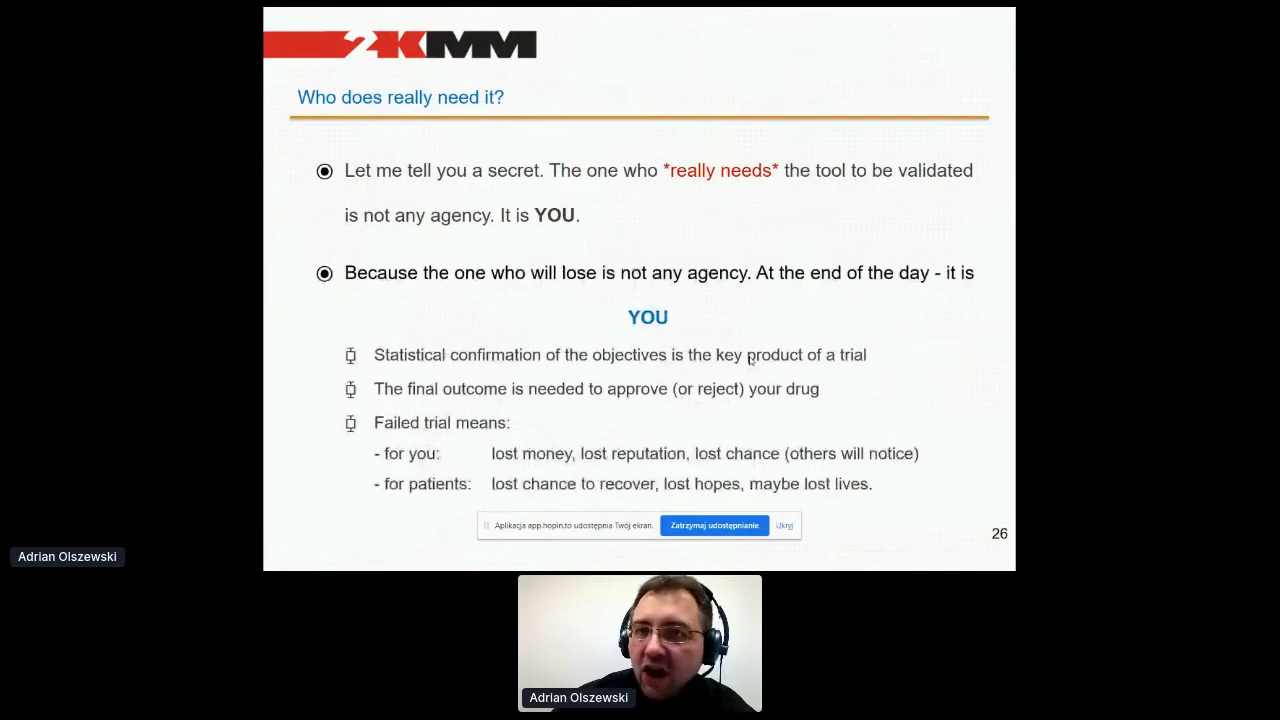 2KMM
Who does really need it?
Let me tell you a secret. The one who *really needs* the tool to be validated
is not any agency. It is YOU.
Because the one who will lose is not any agency. At the end of the day - it is
YOU
Statistical confirmation of the objectives is the key product of a trial
The final outcome is needed to approve (or reject) your drug
Failed trial means:
- for you: lost money, lost reputation, lost chance (others will notice)
- for patients: lost chance to recover, lost hopes, maybe lost lives.
Aplikacja app.hopin.to udostępnia Twój ekran. Zatrzymaj udostępnianie Ukryj
26
Adrian Olszewski
Adrian Olszewski